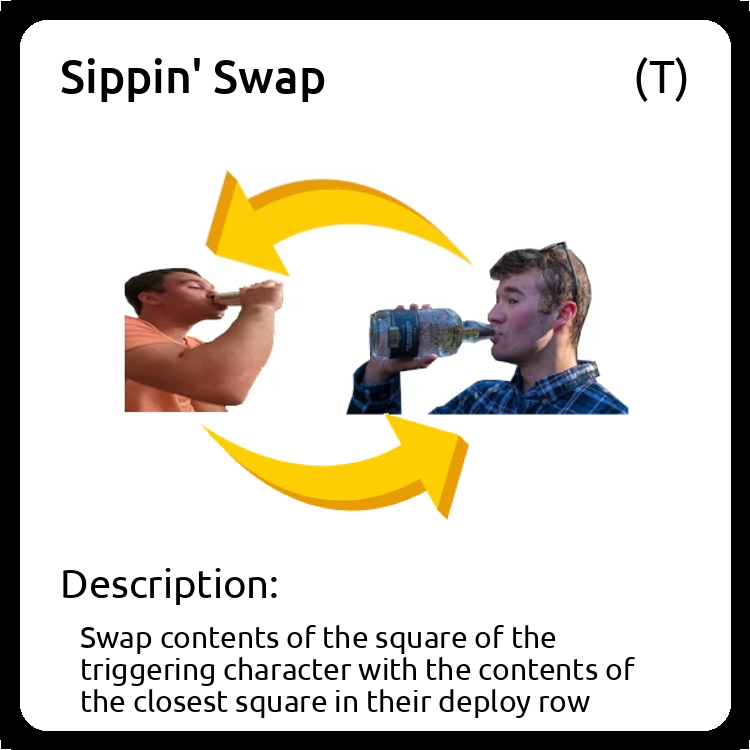 Sippin' Swap (T)
Description:
Swap contents of the square of the
triggering character with the contents of
the closest square in their deploy row